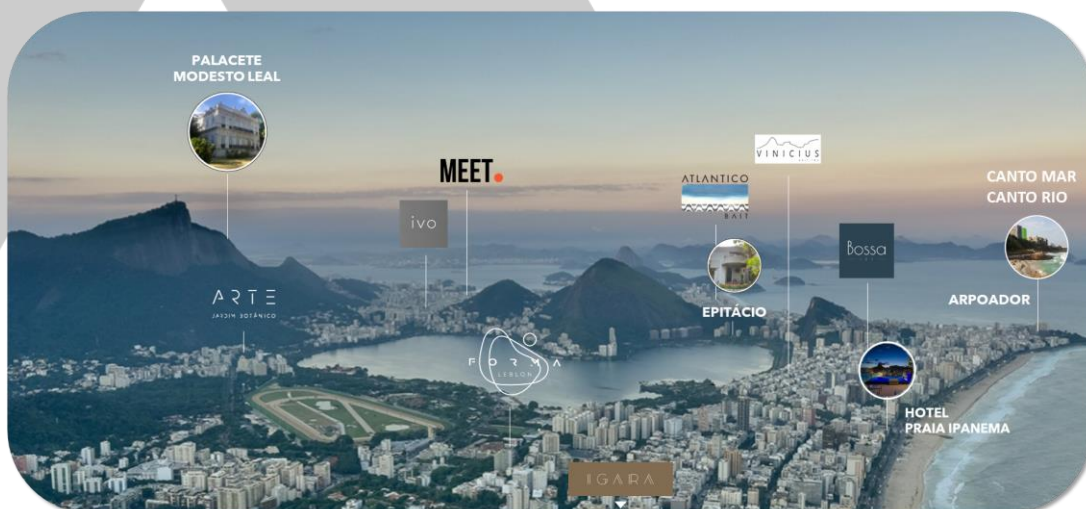 PALACETE
MODESTO LEAL
MEET.
ivo
ARTE
JARDIM BOTÂNICO
FORMA
LEBLON
ATLANTICO
BAIT
EPITÁCIO
VINICIUS
Bossa
CANTO MAR
CANTO RIO
ARPOADOR
HOTEL
PRAIA IPANEMA
IIGARA